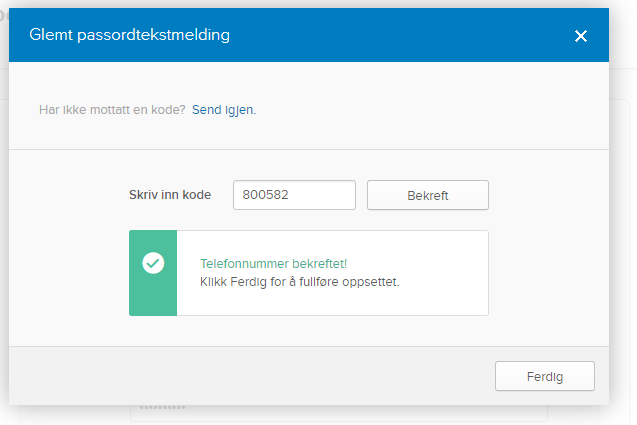 Glemt passordtekstmelding
Har ikke mottatt en kode? Send igjen.
Skriv inn kode 800582 Bekreft
Telefonnummer bekreftet!
Klikk Ferdig for å fullføre oppsettet.
Ferdig